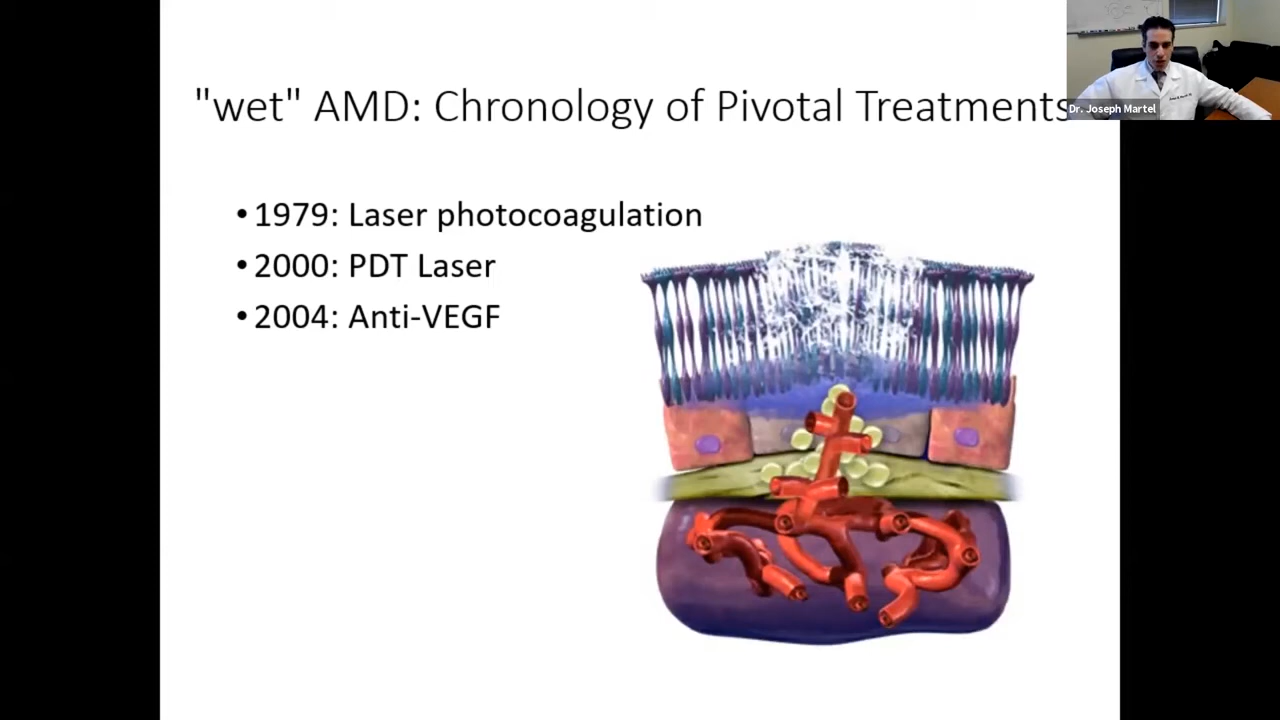 "wet" AMD: Chronology of Pivotal Treatments
Dr. Joseph Martel
• 1979: Laser photocoagulation
• 2000: PDT Laser
• 2004: Anti-VEGF